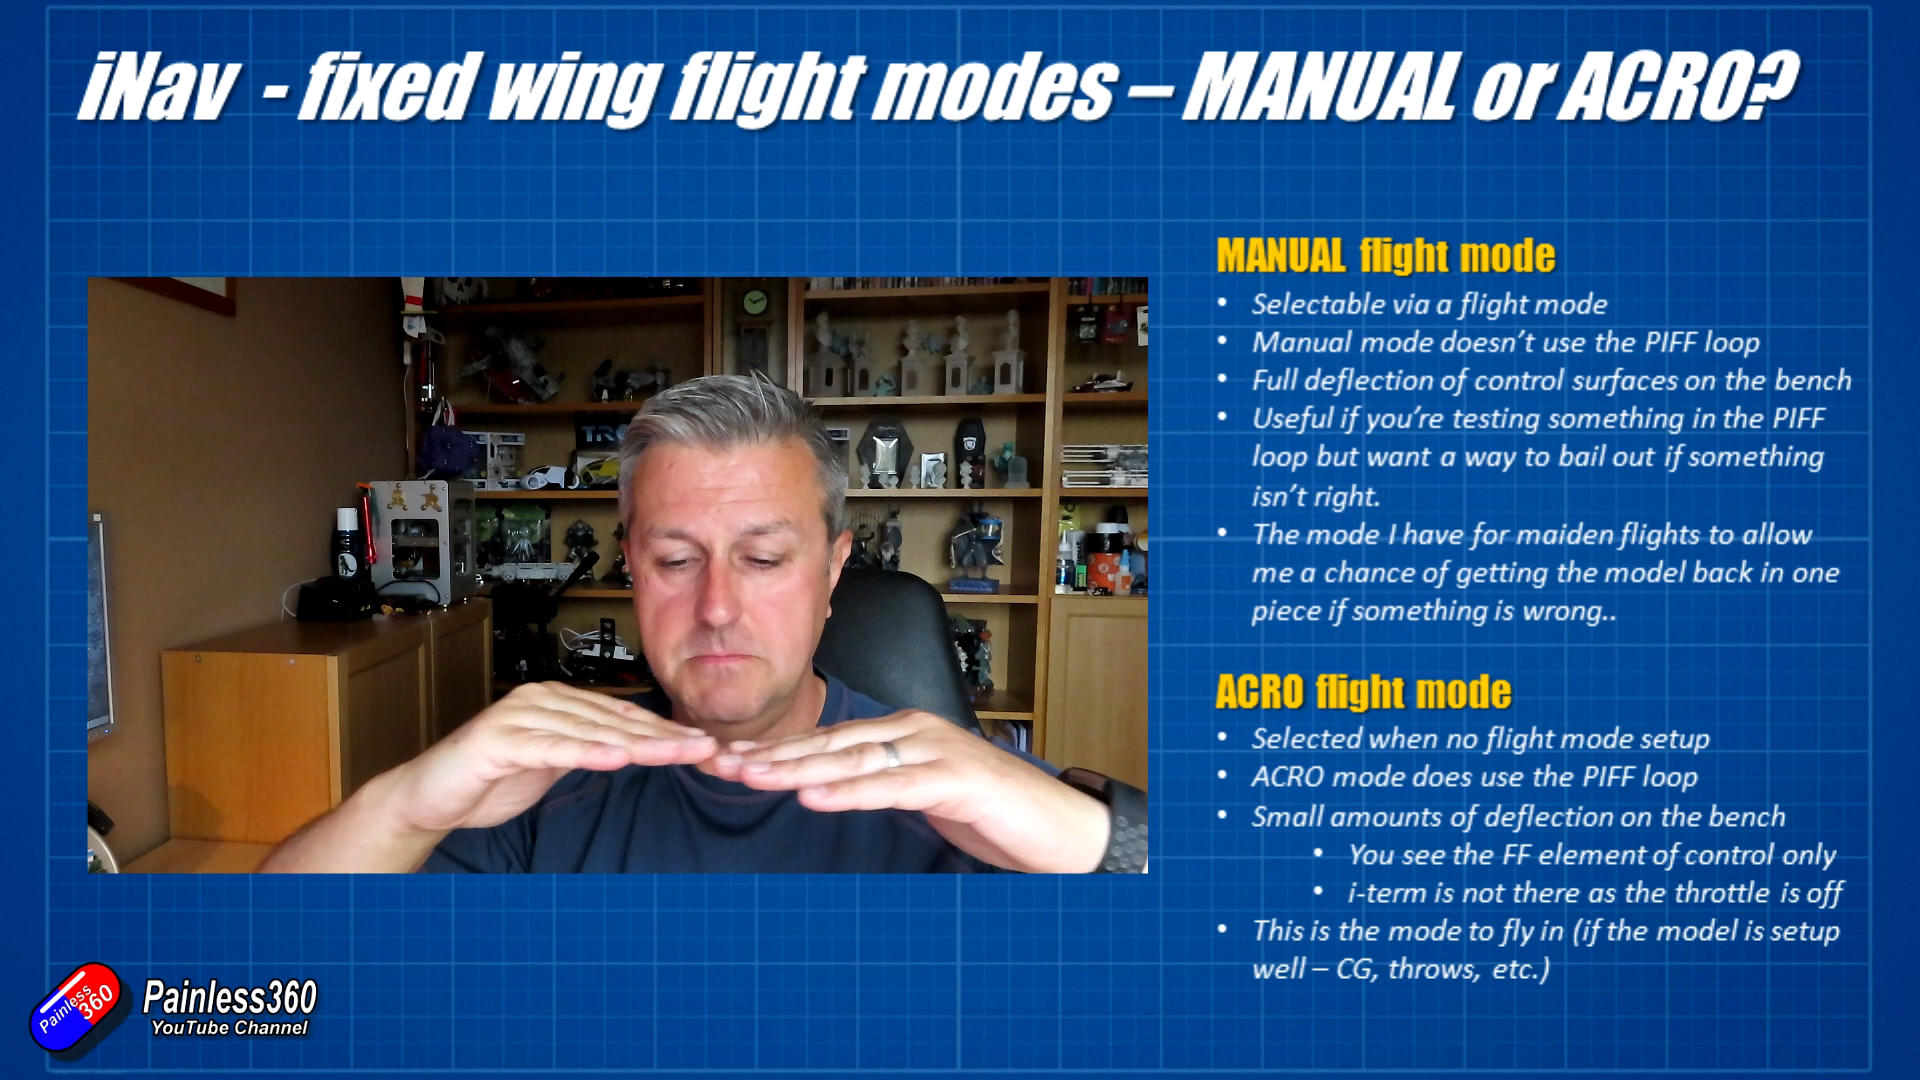 iNav - fixed wing flight modes – MANUAL or ACRO?
MANUAL flight mode
• Selectable via a flight mode
• Manual mode doesn't use the PIFF loop
• Full deflection of control surfaces on the bench
• Useful if you're testing something in the PIFF
loop but want a way to bail out if something
isn't right.
• The mode I have for maiden flights to allow
me a chance of getting the model back in one
piece if something is wrong..
ACRO flight mode
• Selected when no flight mode setup
• ACRO mode does use the PIFF loop
• Small amounts of deflection on the bench
• You see the FF element of control only
• i-term is not there as the throttle is off
• This is the mode to fly in (if the model is setup
well – CG, throws, etc.)
TRO
Painless
360
Painless360
YouTube Channel